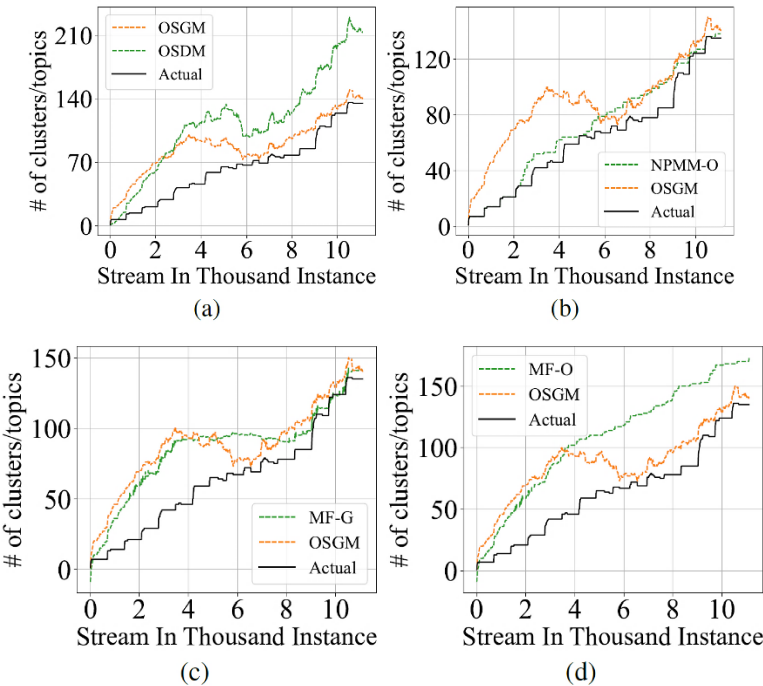 OSGM
OSDM
Actual
210
140
70
0
# of clusters/topics
0 2 4 6 8 10
Stream In Thousand Instance
(a)
120
80
40
0
# of clusters/topics
NPMM-O
OSGM
Actual
0 2 4 6 8 10
Stream In Thousand Instance
(b)
150
100
50
0
# of clusters/topics
MF-G
OSGM
Actual
0 2 4 6 8 10
Stream In Thousand Instance
(c)
MF-O
OSGM
Actual
150
100
50
0
# of clusters/topics
0 2 4 6 8 10
Stream In Thousand Instance
(d)